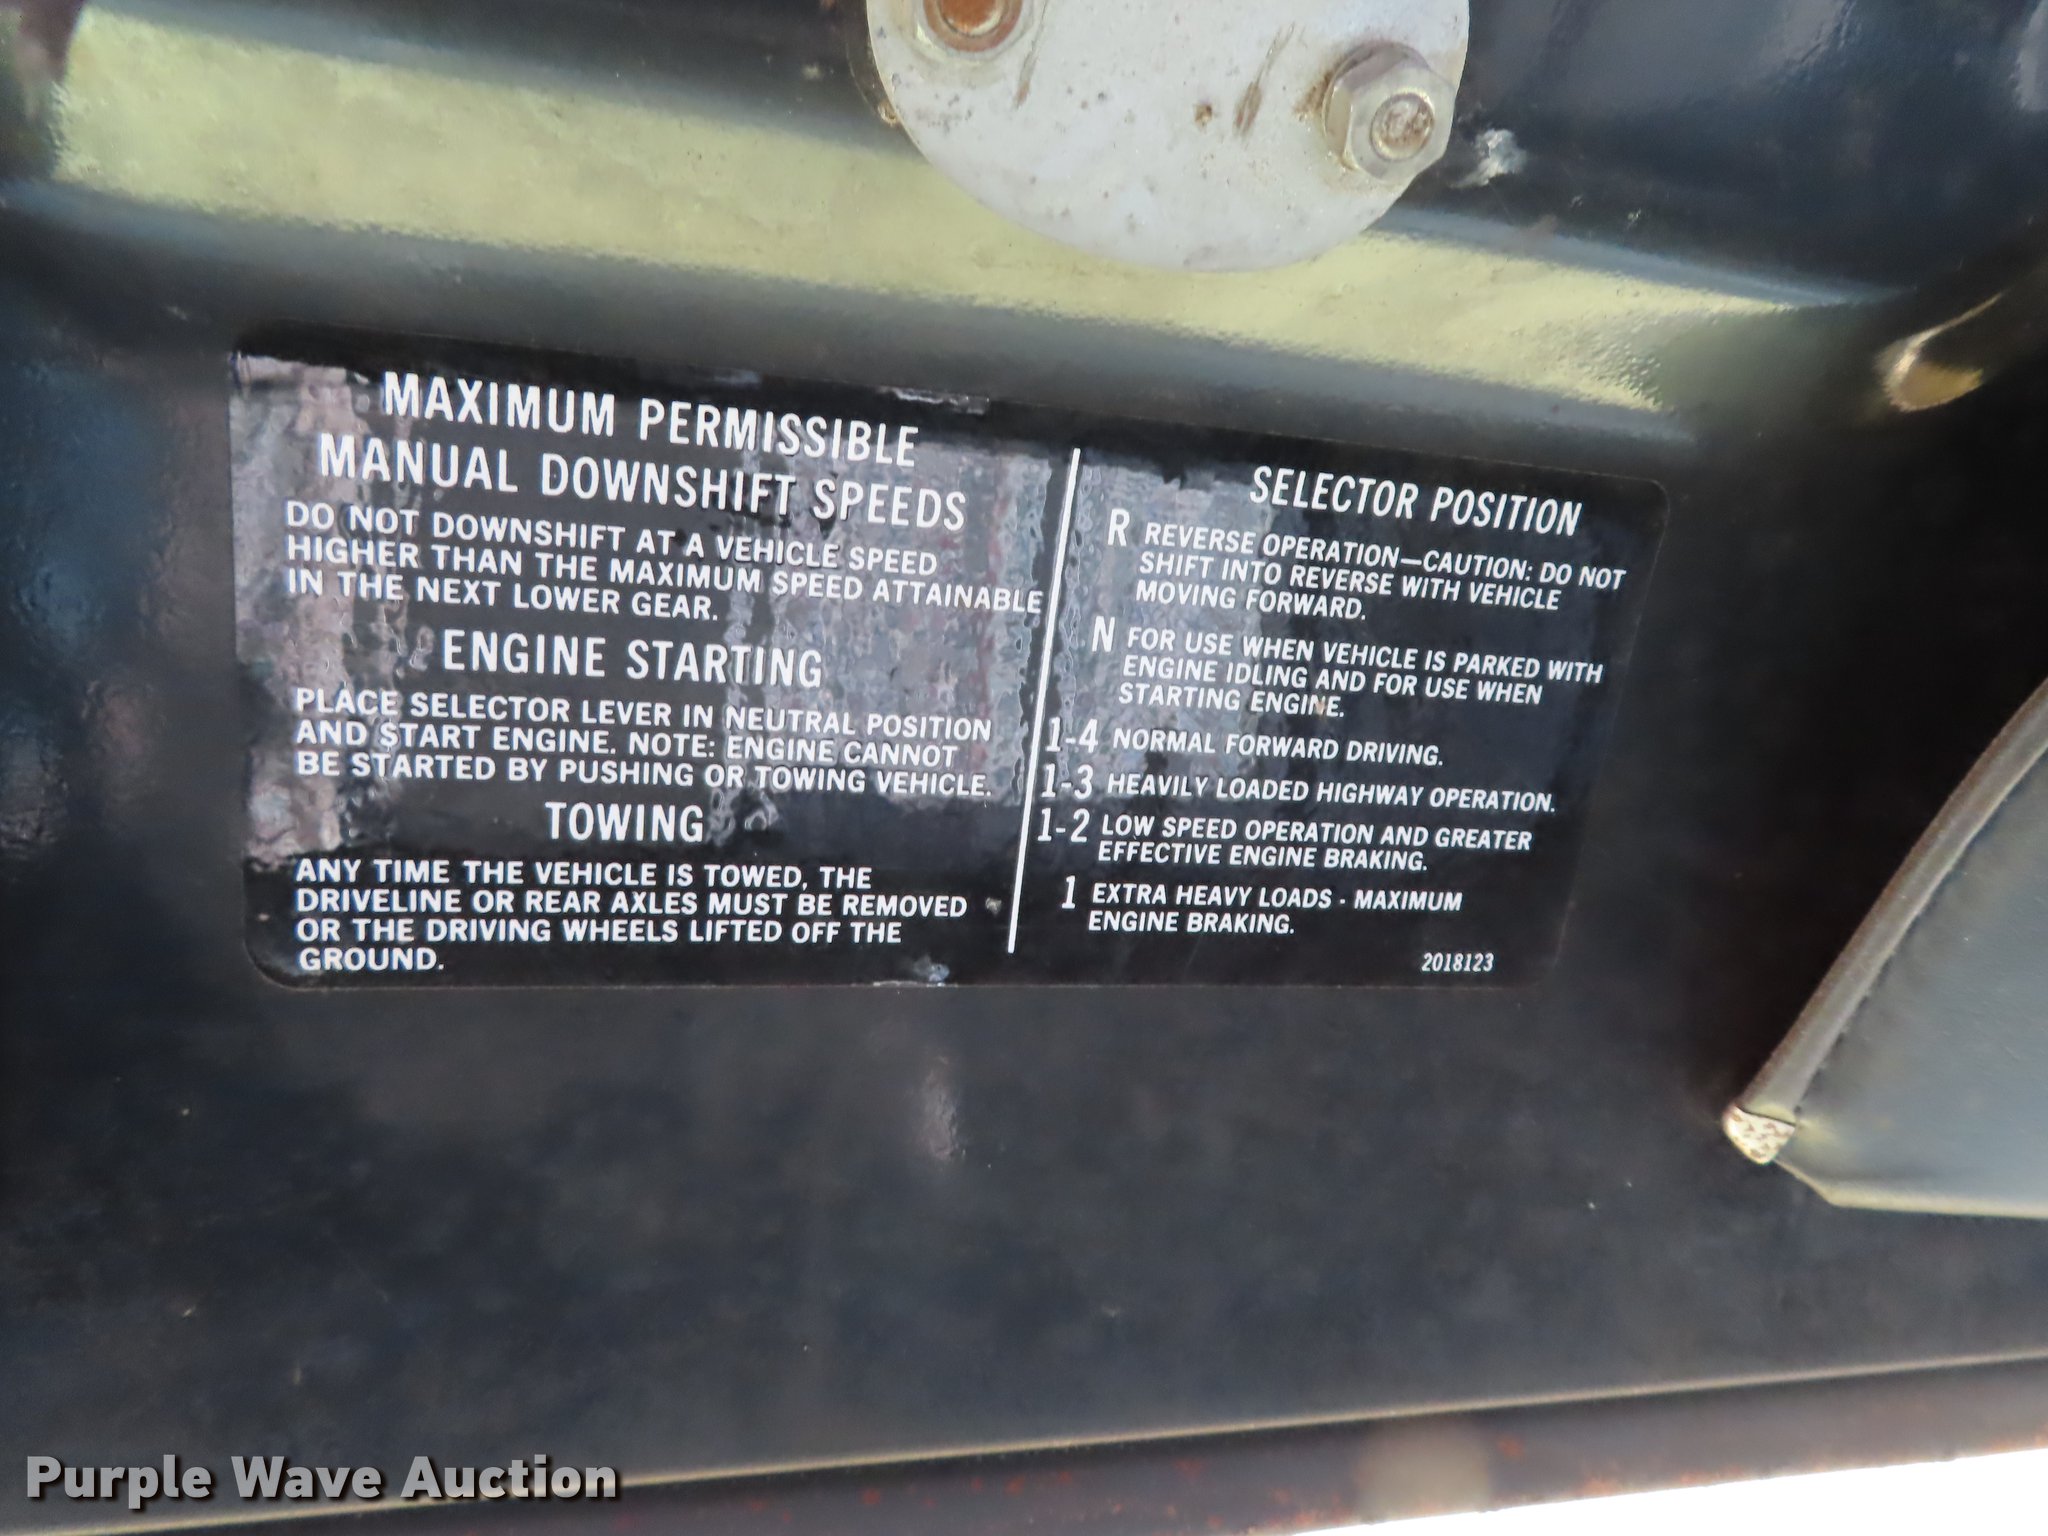 MAXIMUM PERMISSIBLE
MANUAL DOWNSHIFT SPEEDS
DO NOT DOWNSHIFT AT A VEHICLE SPEED
HIGHER THAN THE MAXIMUM SPEED ATTAINABLE
IN THE NEXT LOWER GEAR.
ENGINE STARTING
PLACE SELECTOR LEVER IN NEUTRAL POSITION
AND START ENGINE. NOTE: ENGINE CANNOT
BE STARTED BY PUSHING OR TOWING VEHICLE.
TOWING
ANY TIME THE VEHICLE IS TOWED, THE
DRIVELINE OR REAR AXLES MUST BE REMOVED
OR THE DRIVING WHEELS LIFTED OFF THE
GROUND.
SELECTOR POSITION
R REVERSE OPERATION—CAUTION: DO NOT
SHIFT INTO REVERSE WITH VEHICLE
MOVING FORWARD.
N FOR USE WHEN VEHICLE IS PARKED WITH
ENGINE IDLING AND FOR USE WHEN
STARTING ENGINE.
1-4 NORMAL FORWARD DRIVING.
1-3 HEAVILY LOADED HIGHWAY OPERATION.
1-2 LOW SPEED OPERATION AND GREATER
EFFECTIVE ENGINE BRAKING.
1 EXTRA HEAVY LOADS - MAXIMUM
ENGINE BRAKING.
2018123
Purple Wave Auction